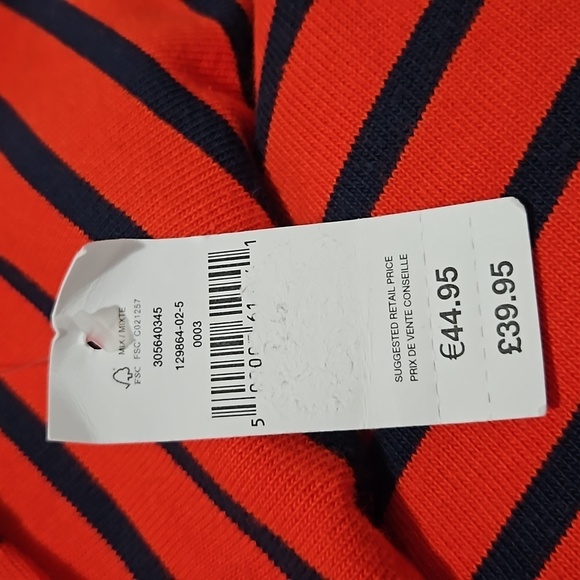 MIX / MIXTE
FSC FSC C021257
305640345
129864-02-5
0003
SUGGESTED RETAIL PRICE
PRIX DE VENTE CONSEILLE
€44.95
£39.95